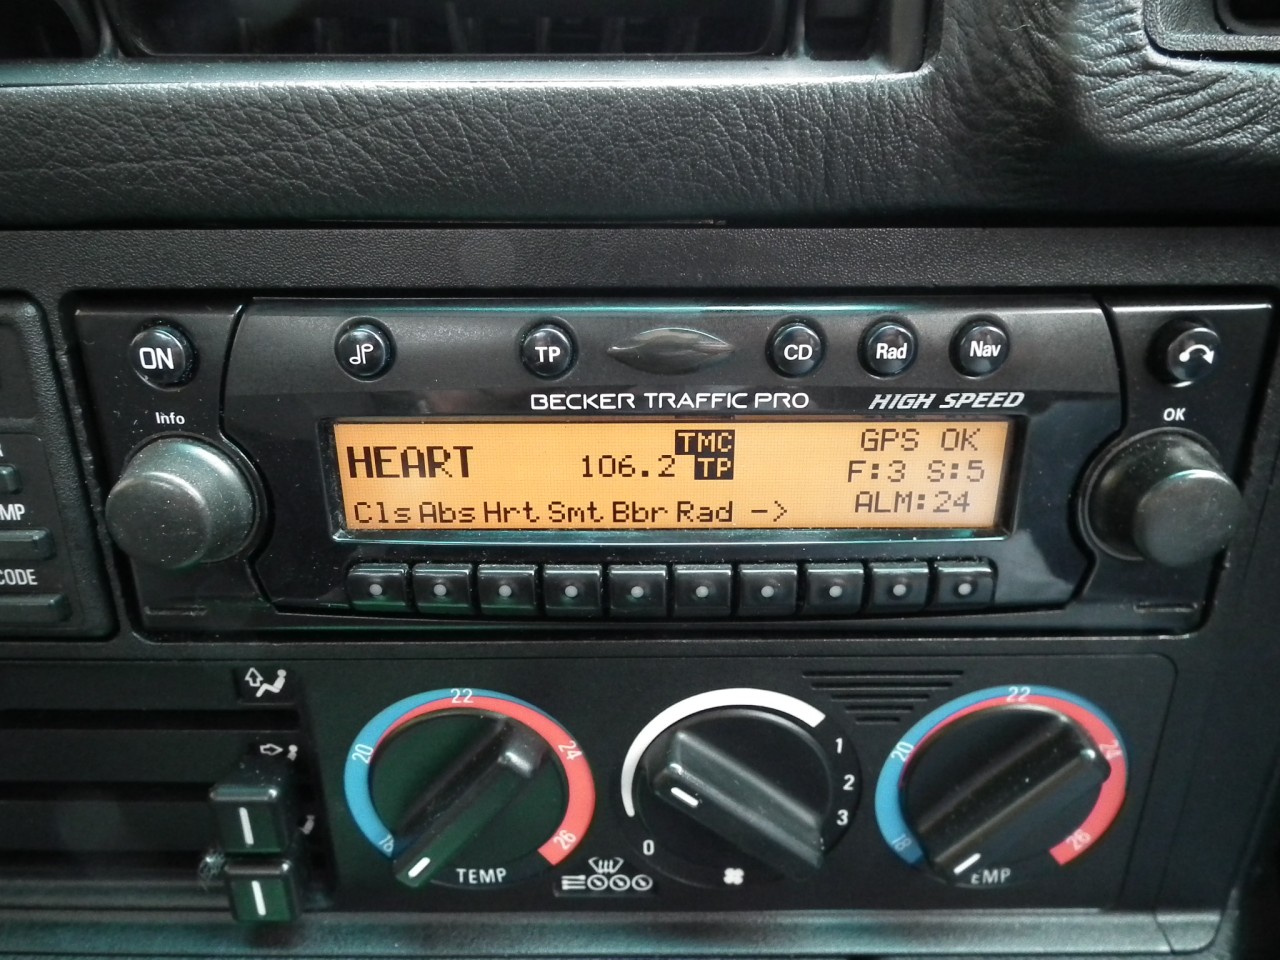 ON
TP
CD
Rad
Nav
Info
OK
BECKER TRAFFIC PRO
HIGH SPEED
HEART
106.2
TMC
TP
GPS OK
F:3 S:5
ALM:24
Cls Abs Hrt Smt Bbr Rad ->
CODE
18
20
22
24
26
TEMP
0
1
2
3
18
20
22
24
26
EMP